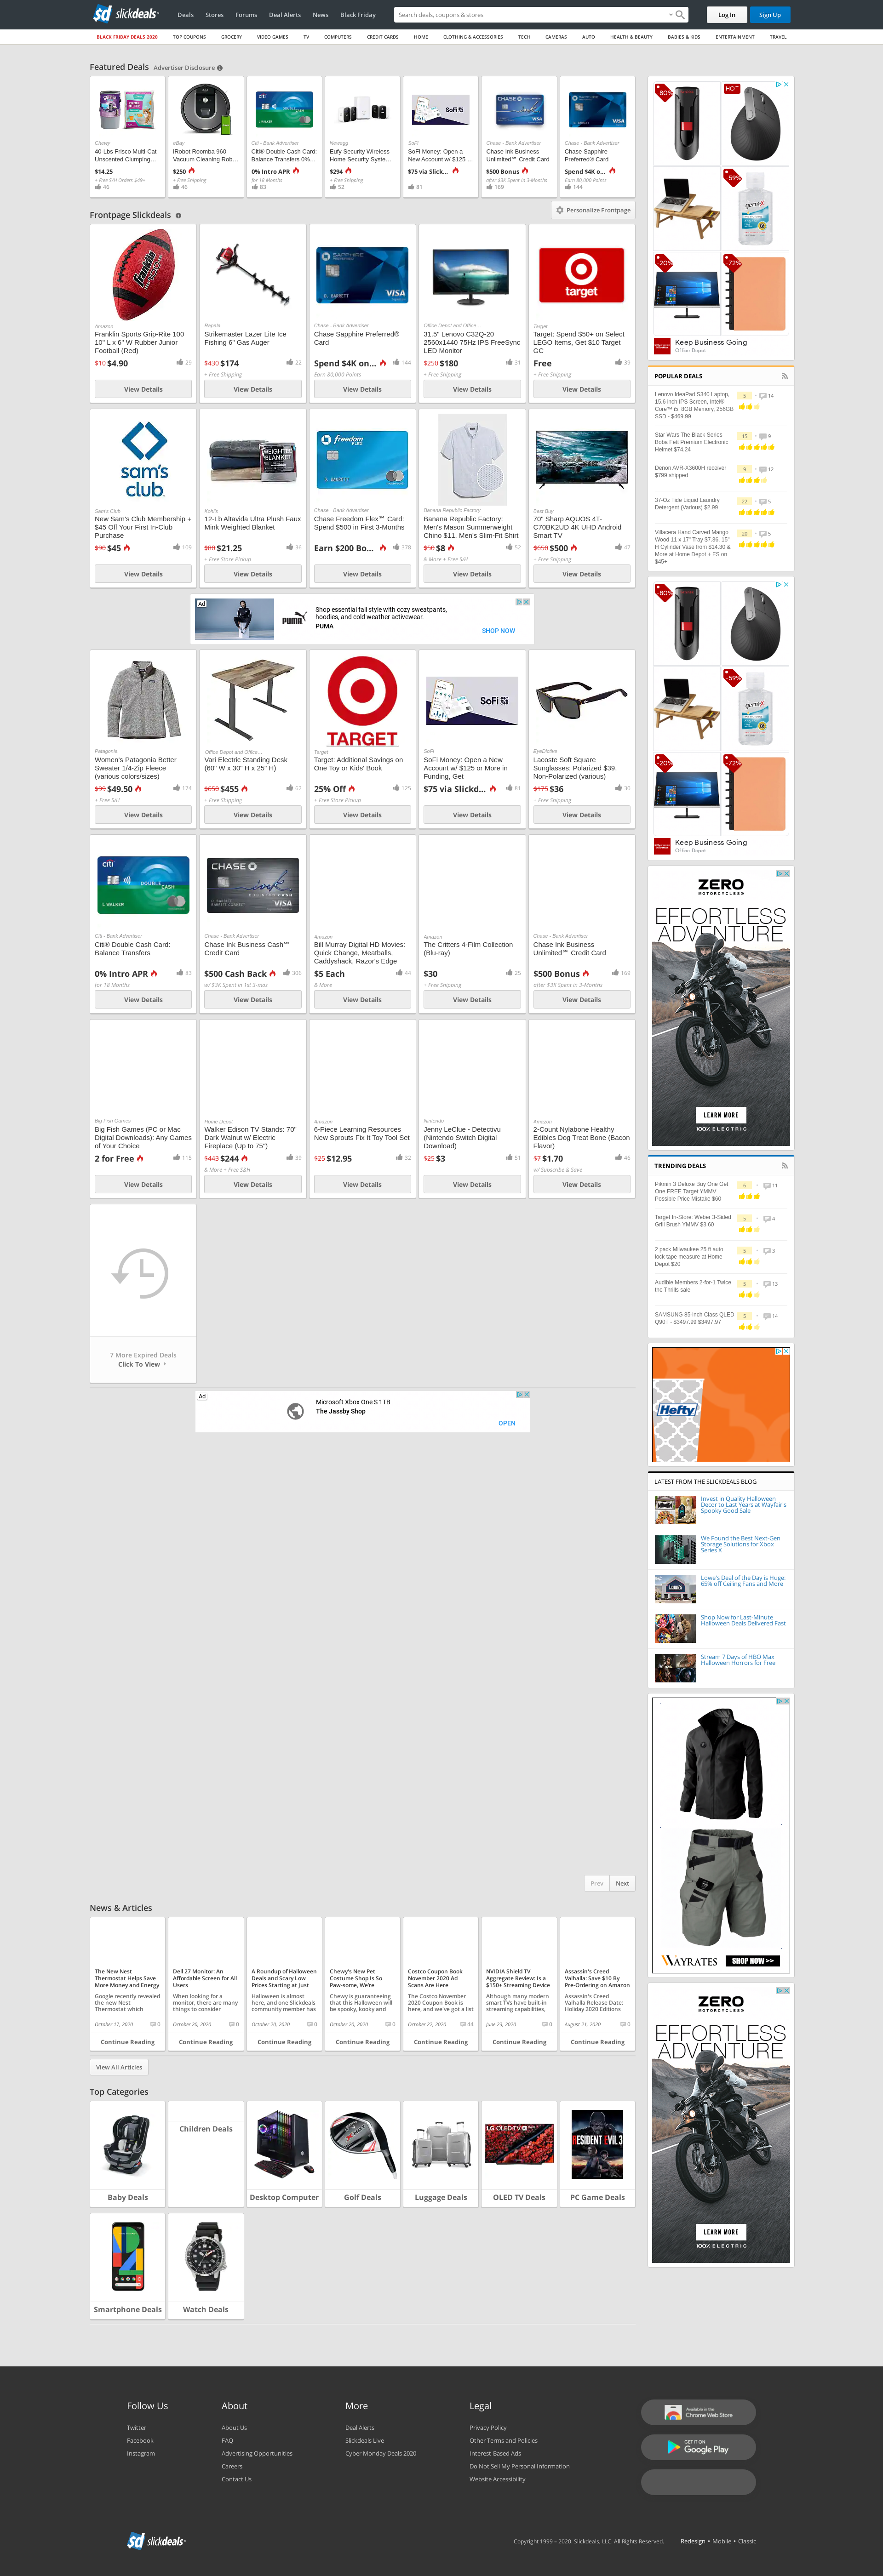 slickdeals
Deals Stores Forums Deal Alerts News Black Friday
Search deals, coupons & stores
Log In
Sign Up
BLACK FRIDAY DEALS 2020 TOP COUPONS GROCERY VIDEO GAMES TV COMPUTERS CREDIT CARDS HOME CLOTHING & ACCESSORIES TECH CAMERAS AUTO HEALTH & BEAUTY BABIES & KIDS ENTERTAINMENT TRAVEL
Featured Deals Advertiser Disclosure
Chewy
40-Lbs Frisco Multi-Cat
Unscented Clumping…
$14.25
+ Free S/H Orders $49+
46
eBay
iRobot Roomba 960
Vacuum Cleaning Rob…
$250
+ Free Shipping
46
Citi - Bank Advertiser
Citi® Double Cash Card:
Balance Transfers 0%…
0% Intro APR
for 18 Months
83
Newegg
Eufy Security Wireless
Home Security Syste…
$294
+ Free Shipping
52
SoFi
SoFi Money: Open a
New Account w/ $125 …
$75 via Slick...
81
Chase - Bank Advertiser
Chase Ink Business
Unlimited℠ Credit Card
$500 Bonus
after $3K Spent in 3-Months
169
Chase - Bank Advertiser
Chase Sapphire
Preferred® Card
Spend $4K o...
Earn 80,000 Points
144
Frontpage Slickdeals
Personalize Frontpage
Amazon
Franklin Sports Grip-Rite 100
10" L x 6" W Rubber Junior
Football (Red)
$10 $4.90
29
View Details
Rapala
Strikemaster Lazer Lite Ice
Fishing 6" Gas Auger
$430 $174
22
+ Free Shipping
View Details
Chase - Bank Advertiser
Chase Sapphire Preferred®
Card
Spend $4K on...
144
Earn 80,000 Points
View Details
Office Depot and Office…
31.5" Lenovo C32Q-20
2560x1440 75Hz IPS FreeSync
LED Monitor
$250 $180
31
+ Free Shipping
View Details
Target
Target: Spend $50+ on Select
LEGO Items, Get $10 Target
GC
Free
39
+ Free Shipping
View Details
Sam's Club
New Sam's Club Membership +
$45 Off Your First In-Club
Purchase
$90 $45
109
View Details
Kohl's
12-Lb Altavida Ultra Plush Faux
Mink Weighted Blanket
$80 $21.25
36
+ Free Store Pickup
View Details
Chase - Bank Advertiser
Chase Freedom Flex℠ Card:
Spend $500 in First 3-Months
Earn $200 Bo...
378
View Details
Banana Republic Factory
Banana Republic Factory:
Men's Mason Summerweight
Chino $11, Men's Slim-Fit Shirt
$50 $8
52
& More + Free S/H
View Details
Best Buy
70" Sharp AQUOS 4T-
C70BK2UD 4K UHD Android
Smart TV
$650 $500
47
+ Free Shipping
View Details
Ad
PUMA
Shop essential fall style with cozy sweatpants,
hoodies, and cold weather activewear.
PUMA
SHOP NOW
Patagonia
Women's Patagonia Better
Sweater 1/4-Zip Fleece
(various colors/sizes)
$99 $49.50
174
+ Free S/H
View Details
Office Depot and Office…
Vari Electric Standing Desk
(60" W x 30" H x 25" H)
$650 $455
62
+ Free Shipping
View Details
TARGET
Target
Target: Additional Savings on
One Toy or Kids' Book
25% Off
125
+ Free Store Pickup
View Details
SoFi
SoFi Money: Open a New
Account w/ $125 or More in
Funding, Get
$75 via Slickd...
81
View Details
EyeDictive
Lacoste Soft Square
Sunglasses: Polarized $39,
Non-Polarized (various)
$175 $36
30
+ Free Shipping
View Details
Citi - Bank Advertiser
Citi® Double Cash Card:
Balance Transfers
0% Intro APR
83
for 18 Months
View Details
Chase - Bank Advertiser
Chase Ink Business Cash℠
Credit Card
$500 Cash Back
306
w/ $3K Spent in 1st 3-mos
View Details
Amazon
Bill Murray Digital HD Movies:
Quick Change, Meatballs,
Caddyshack, Razor's Edge
$5 Each
44
& More
View Details
Amazon
The Critters 4-Film Collection
(Blu-ray)
$30
25
+ Free Shipping
View Details
Chase - Bank Advertiser
Chase Ink Business
Unlimited℠ Credit Card
$500 Bonus
169
after $3K Spent in 3-Months
View Details
Big Fish Games
Big Fish Games (PC or Mac
Digital Downloads): Any Games
of Your Choice
2 for Free
115
View Details
Home Depot
Walker Edison TV Stands: 70"
Dark Walnut w/ Electric
Fireplace (Up to 75")
$443 $244
39
& More + Free S&H
View Details
Amazon
6-Piece Learning Resources
New Sprouts Fix It Toy Tool Set
$25 $12.95
32
View Details
Nintendo
Jenny LeClue - Detectivu
(Nintendo Switch Digital
Download)
$25 $3
51
View Details
Amazon
2-Count Nylabone Healthy
Edibles Dog Treat Bone (Bacon
Flavor)
$7 $1.70
46
w/ Subscribe & Save
View Details
7 More Expired Deals
Click To View
Ad
Microsoft Xbox One S 1TB
The Jassby Shop
OPEN
Prev Next
News & Articles
The New Nest
Thermostat Helps Save
More Money and Energy
Google recently revealed
the new Nest
Thermostat which
October 17, 2020 0
Continue Reading
Dell 27 Monitor: An
Affordable Screen for All
Users
When looking for a
monitor, there are many
things to consider
October 20, 2020 0
Continue Reading
A Roundup of Halloween
Deals and Scary Low
Prices Starting at Just
Halloween is almost
here, and one Slickdeals
community member has
October 20, 2020 0
Continue Reading
Chewy's New Pet
Costume Shop Is So
Paw-some, We're
Chewy is guaranteeing
that this Halloween will
be spooky, kooky and
October 20, 2020 0
Continue Reading
Costco Coupon Book
November 2020 Ad
Scans Are Here
The Costco November
2020 Coupon Book is
here, and we've got a list
October 22, 2020 44
Continue Reading
NVIDIA Shield TV
Aggregate Review: Is a
$150+ Streaming Device
Although many modern
smart TVs have built-in
streaming capabilities,
June 23, 2020 0
Continue Reading
Assassin's Creed
Valhalla: Save $10 By
Pre-Ordering on Amazon
Assassin's Creed
Valhalla Release Date:
Holiday 2020 Editions
August 21, 2020 0
Continue Reading
View All Articles
Top Categories
Baby Deals
Children Deals
Desktop Computer
Golf Deals
Luggage Deals
OLED TV Deals
PC Game Deals
Smartphone Deals
Watch Deals
-80%
HOT
-59%
-20%
-72%
Keep Business Going
Office Depot
POPULAR DEALS
Lenovo IdeaPad S340 Laptop,
15.6 inch IPS Screen, Intel®
Core™ i5, 8GB Memory, 256GB
SSD - $469.99
5 14
Star Wars The Black Series
Boba Fett Premium Electronic
Helmet $74.24
15 9
Denon AVR-X3600H receiver
$799 shipped
9 12
37-Oz Tide Liquid Laundry
Detergent (Various) $2.99
22 5
Villacera Hand Carved Mango
Wood 11 x 17" Tray $7.36, 15"
H Cylinder Vase from $14.30 &
More at Home Depot + FS on
$45+
20 5
-80%
-59%
-20%
-72%
Keep Business Going
Office Depot
ZERO
MOTORCYCLES
EFFORTLESS
ADVENTURE
LEARN MORE
100% ELECTRIC
TRENDING DEALS
Pikmin 3 Deluxe Buy One Get
One FREE Target YMMV
Possible Price Mistake $60
6 11
Target In-Store: Weber 3-Sided
Grill Brush YMMV $3.60
5 4
2 pack Milwaukee 25 ft auto
lock tape measure at Home
Depot $20
5 3
Audible Members 2-for-1 Twice
the Thrills sale
5 13
SAMSUNG 85-inch Class QLED
Q90T - $3497.99 $3497.97
5 14
Hefty
LATEST FROM THE SLICKDEALS BLOG
Invest in Quality Halloween
Decor to Last Years at Wayfair's
Spooky Good Sale
We Found the Best Next-Gen
Storage Solutions for Xbox
Series X
Lowe's Deal of the Day is Huge:
65% off Ceiling Fans and More
Shop Now for Last-Minute
Halloween Deals Delivered Fast
Stream 7 Days of HBO Max
Halloween Horrors for Free
WAYRATES
SHOP NOW >>
ZERO
MOTORCYCLES
EFFORTLESS
ADVENTURE
LEARN MORE
100% ELECTRIC
Follow Us
Twitter
Facebook
Instagram
About
About Us
FAQ
Advertising Opportunities
Careers
Contact Us
More
Deal Alerts
Slickdeals Live
Cyber Monday Deals 2020
Legal
Privacy Policy
Other Terms and Policies
Interest-Based Ads
Do Not Sell My Personal Information
Website Accessibility
Available in the
Chrome Web Store
GET IT ON
Google Play
slickdeals
Copyright 1999 – 2020. Slickdeals, LLC. All Rights Reserved. Redesign • Mobile • Classic